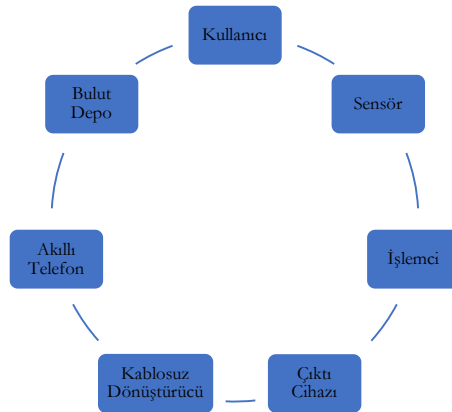 Kullanıcı
Sensör
İşlemci
Çıktı
Cihazı
Kablosuz
Dönüştürücü
Akıllı
Telefon
Bulut
Depo